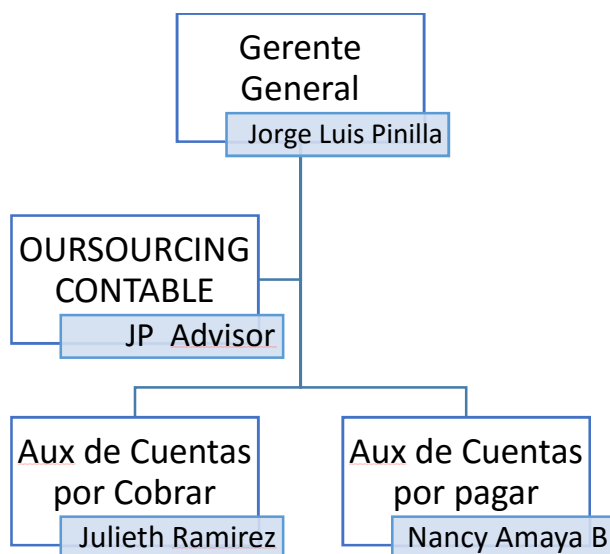 Gerente
General
Jorge Luis Pinilla
OURSOURCING
CONTABLE
JP Advisor
Aux de Cuentas
por Cobrar
Julieth Ramirez
Aux de Cuentas
por pagar
Nancy Amaya B